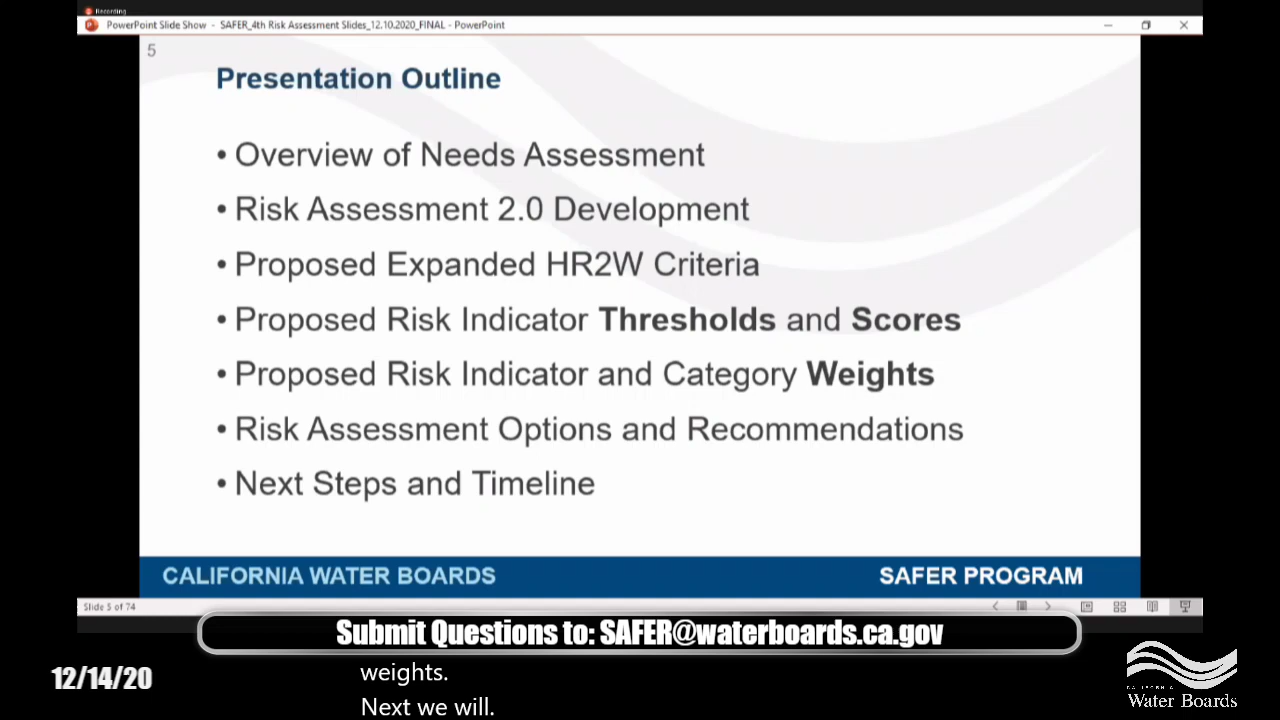 Recording
PowerPoint Slide Show - SAFER_4th Risk Assessment Slides_12.10.2020_FINAL - PowerPoint
5
Presentation Outline
• Overview of Needs Assessment
• Risk Assessment 2.0 Development
• Proposed Expanded HR2W Criteria
• Proposed Risk Indicator Thresholds and Scores
• Proposed Risk Indicator and Category Weights
• Risk Assessment Options and Recommendations
• Next Steps and Timeline
CALIFORNIA WATER BOARDS
SAFER PROGRAM
Slide 5 of 74
Submit Questions to: SAFER@waterboards.ca.gov
12/14/20
weights.
Next we will.
CALIFORNIA
Water Boards